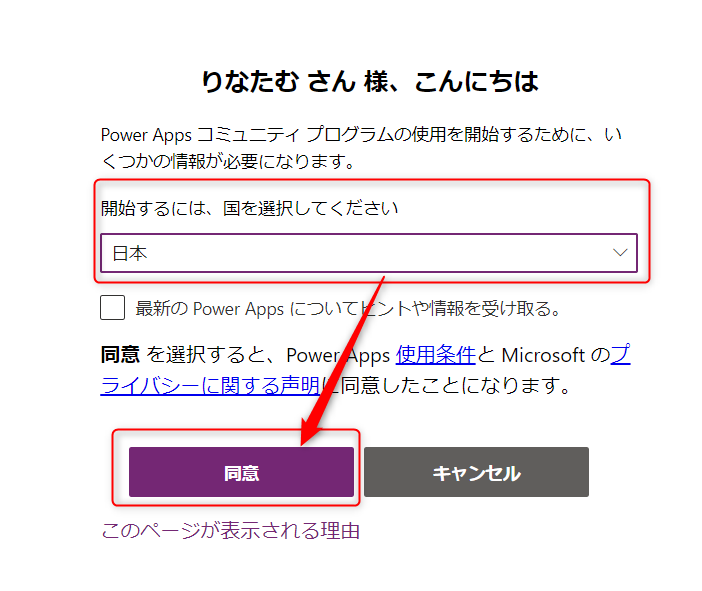 りなたむ さん 様、こんにちは
Power Apps コミュニティ プログラムの使用を開始するために、い
くつかの情報が必要になります。
開始するには、国を選択してください
日本
最新の Power Apps についてヒントや情報を受け取る。
同意 を選択すると、Power Apps 使用条件と Microsoft のプ
ライバシーに関する声明に同意したことになります。
同意
キャンセル
このページが表示される理由